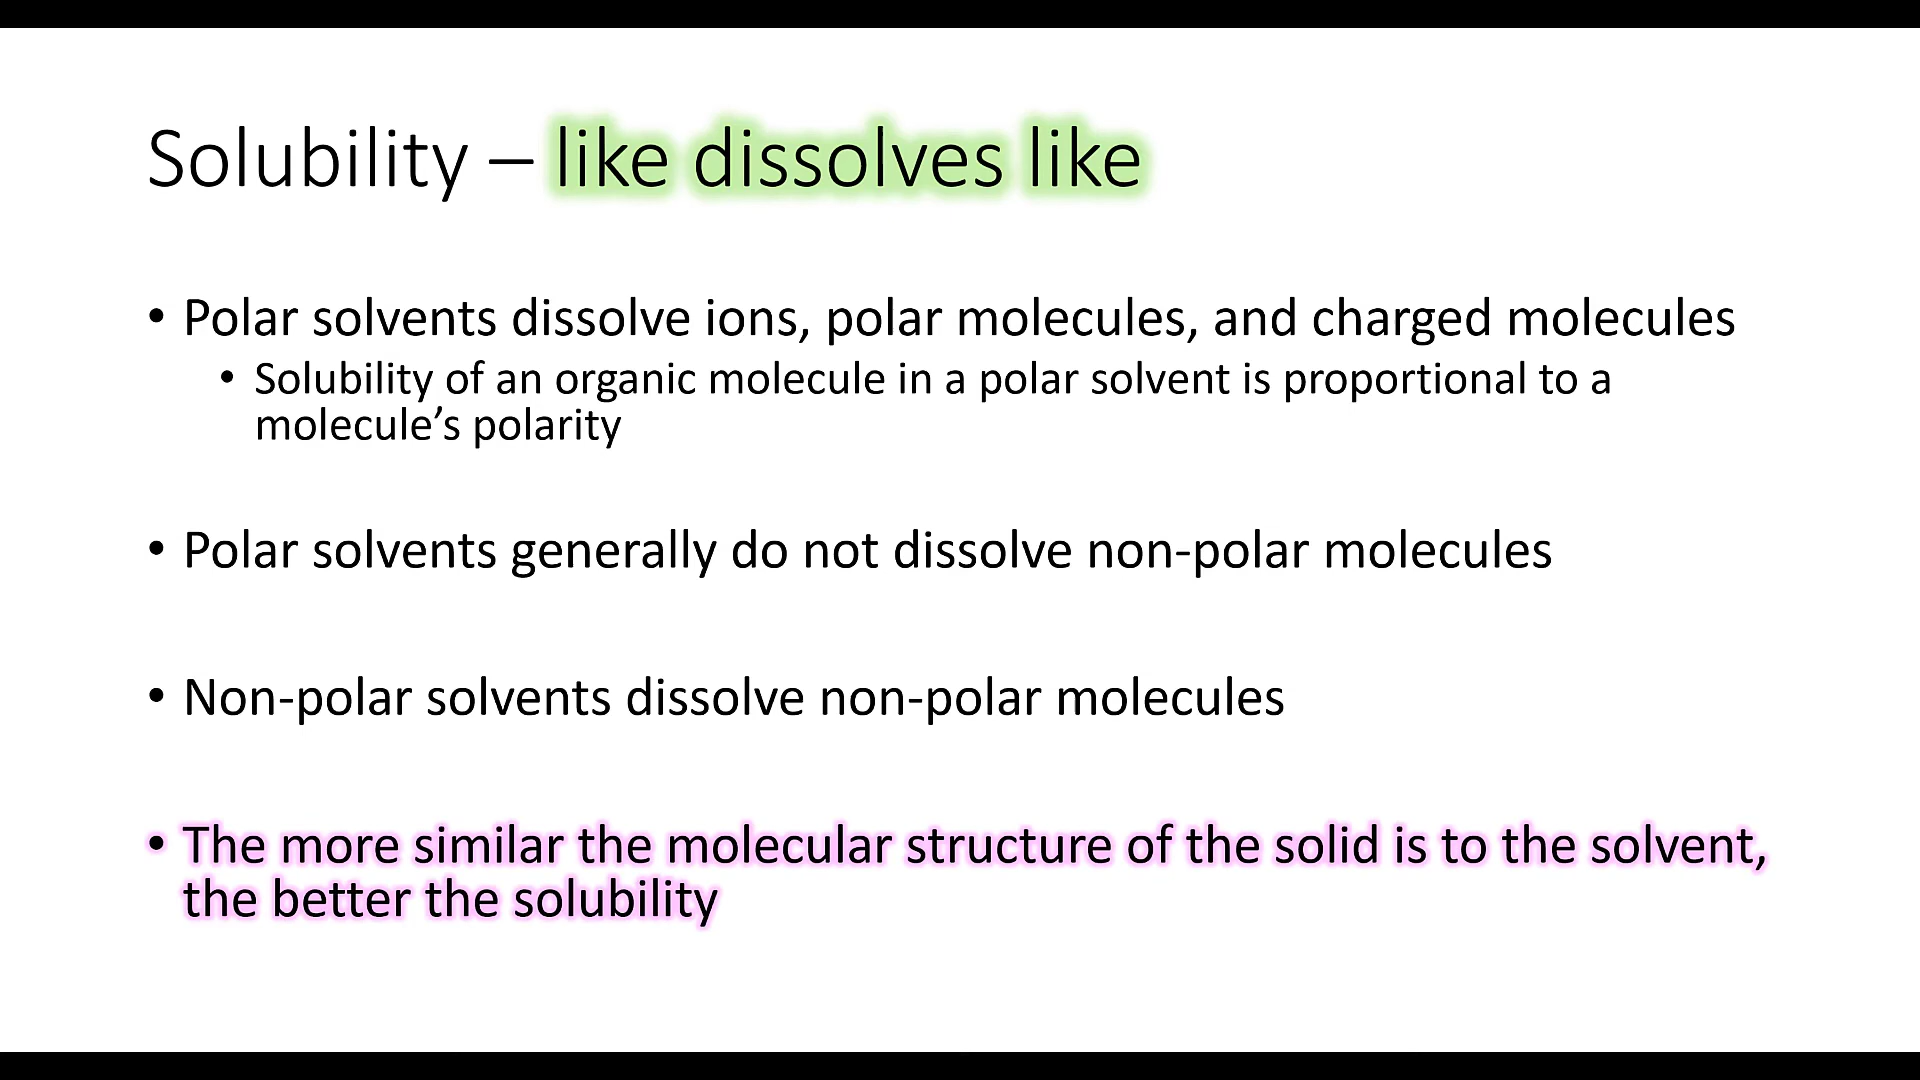 Solubility – like dissolves like
• Polar solvents dissolve ions, polar molecules, and charged molecules
• Solubility of an organic molecule in a polar solvent is proportional to a
molecule’s polarity
• Polar solvents generally do not dissolve non-polar molecules
• Non-polar solvents dissolve non-polar molecules
• The more similar the molecular structure of the solid is to the solvent,
the better the solubility